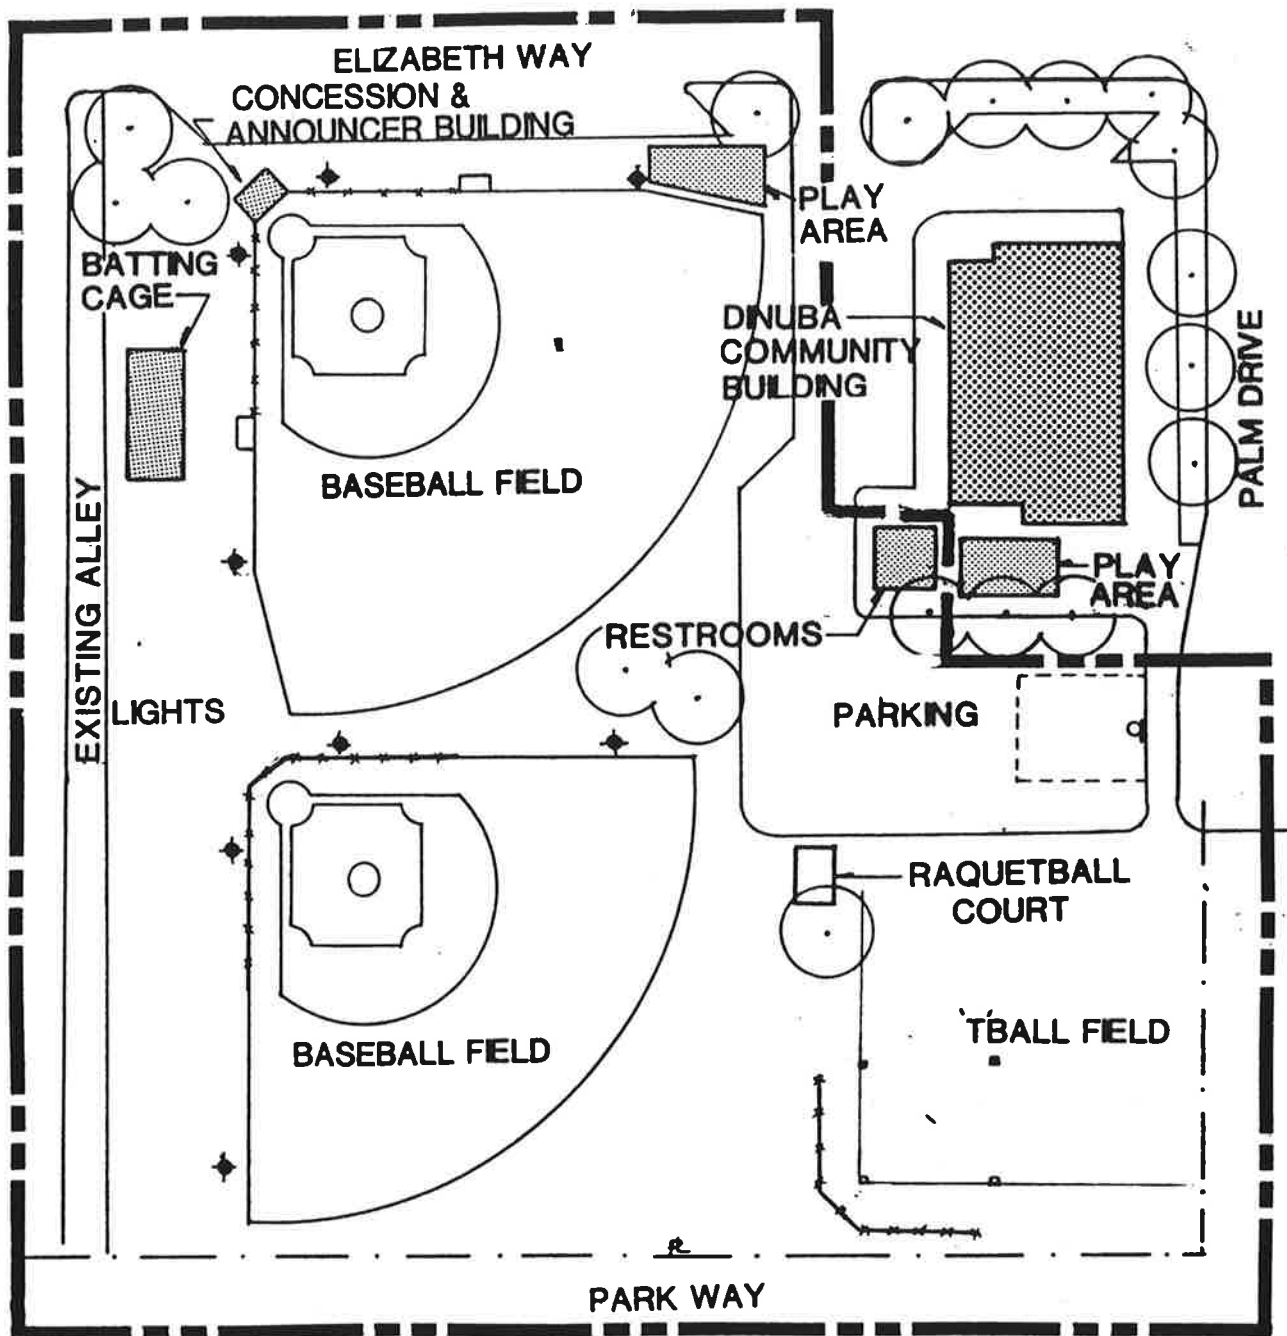 ELIZABETH WAY
CONCESSION &
ANNOUNCER BUILDING
PLAY
AREA
BATTING
CAGE
DINUBA
COMMUNITY
BUILDING
PALM DRIVE
BASEBALL FIELD
EXISTING ALLEY
PLAY
AREA
RESTROOMS
LIGHTS
PARKING
RAQUETBALL
COURT
TBALL FIELD
BASEBALL FIELD
PARK WAY